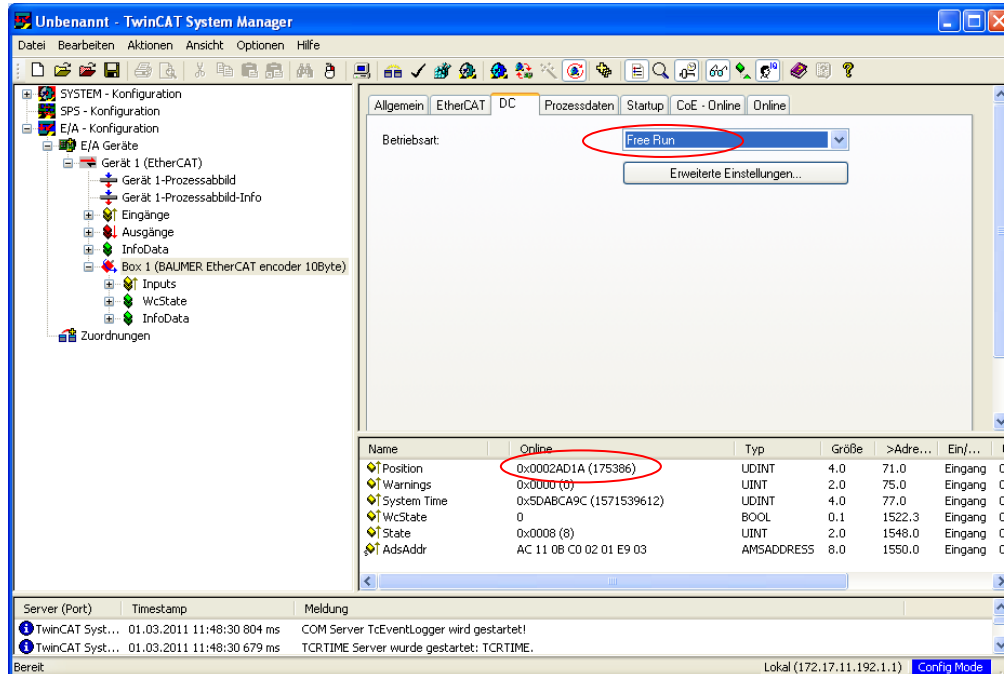 Unbenannt - TwinCAT System Manager
Datei Bearbeiten Aktionen Ansicht Optionen Hilfe
SYSTEM - Konfiguration
SPS - Konfiguration
E/A - Konfiguration
E/A Geräte
Gerät 1 (EtherCAT)
Gerät 1-Prozessabbild
Gerät 1-Prozessabbild-Info
Eingänge
Ausgänge
InfoData
Box 1 (BAUMER EtherCAT encoder 10Byte)
Inputs
WcState
InfoData
Zuordnungen
Allgemein EtherCAT DC Prozessdaten Startup CoE - Online Online
Betriebsart: Free Run
Erweiterte Einstellungen...
Name Online Typ Größe >Adre... Ein/...
Position 0x0002AD1A (175386) UDINT 4.0 71.0 Eingang
Warnings 0x0000 (0) UINT 2.0 75.0 Eingang
System Time 0x5DABCA9C (1571539612) UDINT 4.0 77.0 Eingang
WcState 0 BOOL 0.1 1522.3 Eingang
State 0x0008 (8) UINT 2.0 1548.0 Eingang
AdsAddr AC 11 0B C0 02 01 E9 03 AMSADDRESS 8.0 1550.0 Eingang
Server (Port) Timestamp Meldung
TwinCAT Syst... 01.03.2011 11:48:30 804 ms COM Server TcEventLogger wird gestartet!
TwinCAT Syst... 01.03.2011 11:48:30 679 ms TCRTIME Server wurde gestartet: TCRTIME.
Bereit Lokal (172.17.11.192.1.1) Config Mode